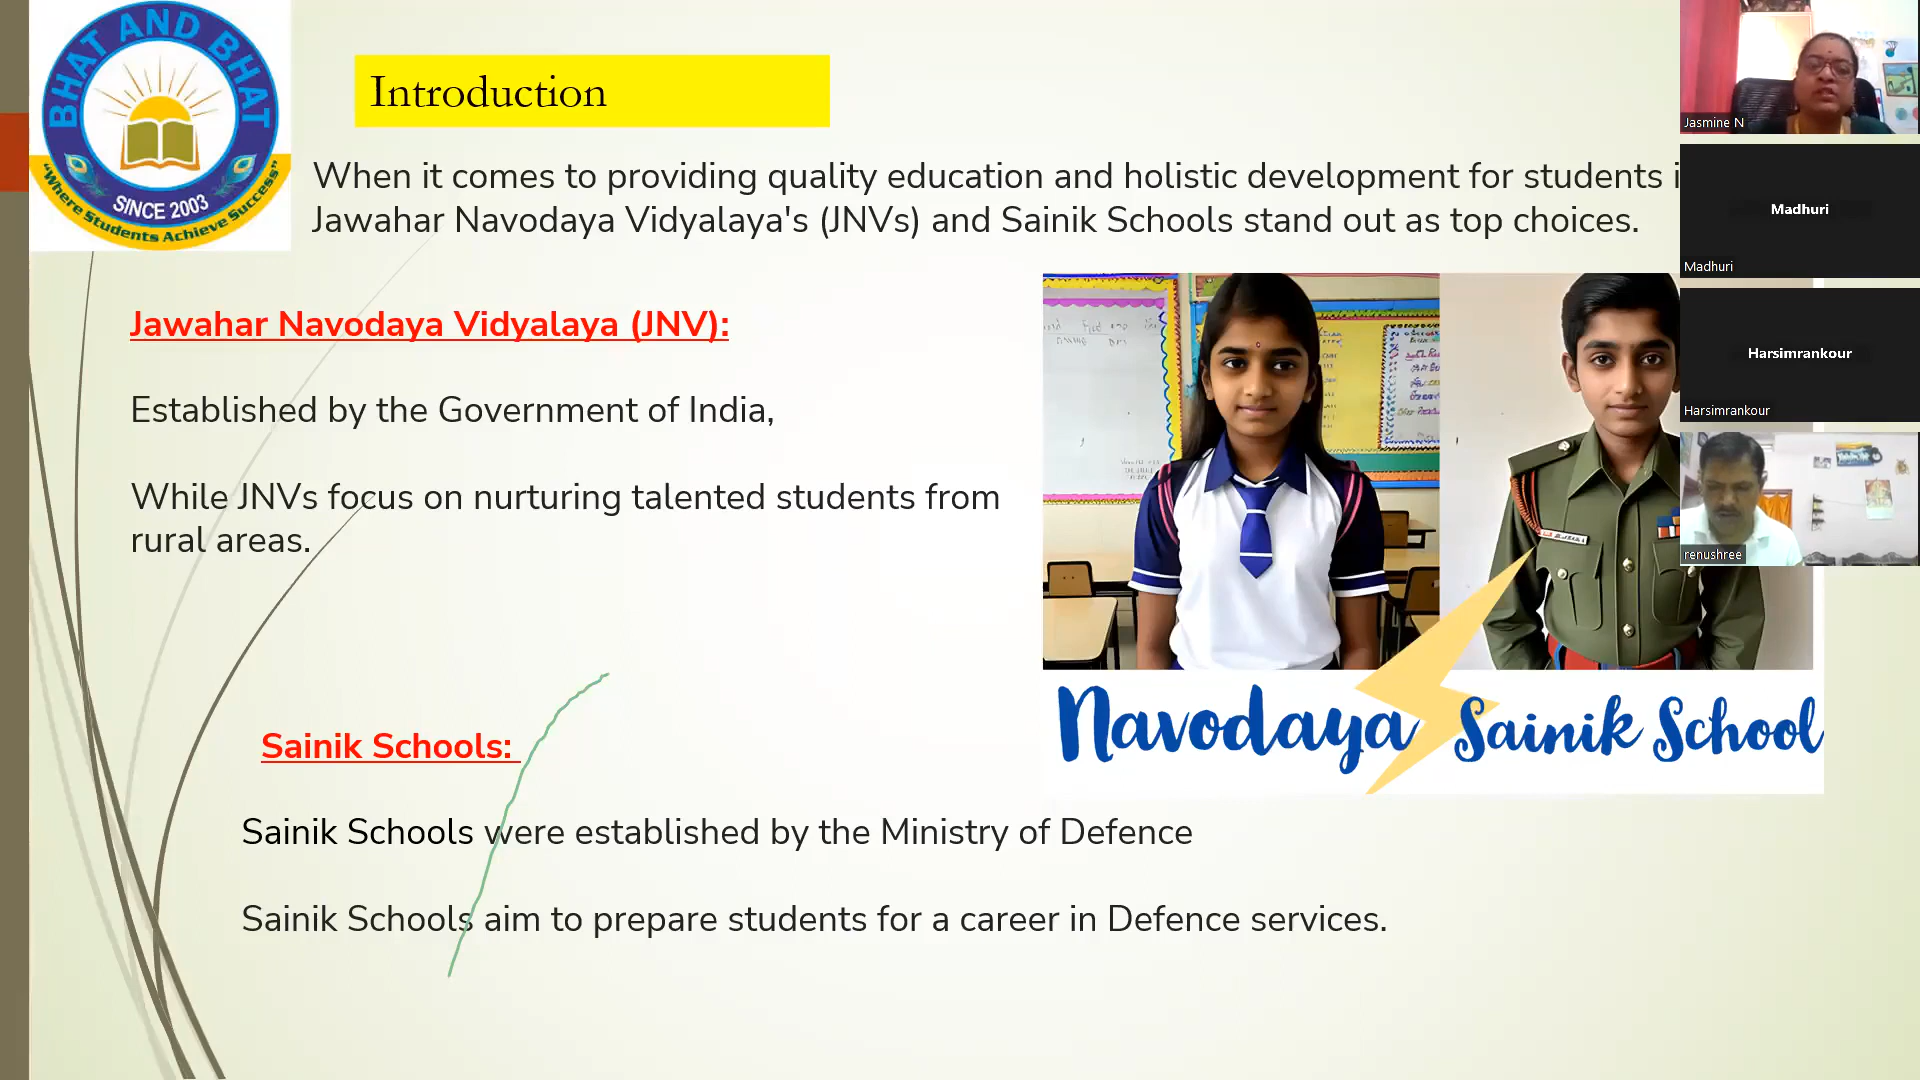 BHAT AND BHAT
SINCE 2003
"Where Students Achieve Success"
Introduction
When it comes to providing quality education and holistic development for students i
Jawahar Navodaya Vidyalaya's (JNVs) and Sainik Schools stand out as top choices.
Jawahar Navodaya Vidyalaya (JNV):
Established by the Government of India,
While JNVs focus on nurturing talented students from
rural areas.
Navodaya
Sainik School
Sainik Schools:
Sainik Schools were established by the Ministry of Defence
Sainik Schools aim to prepare students for a career in Defence services.
Jasmine N
Madhuri
Madhuri
Harsimrankour
Harsimrankour
renushree